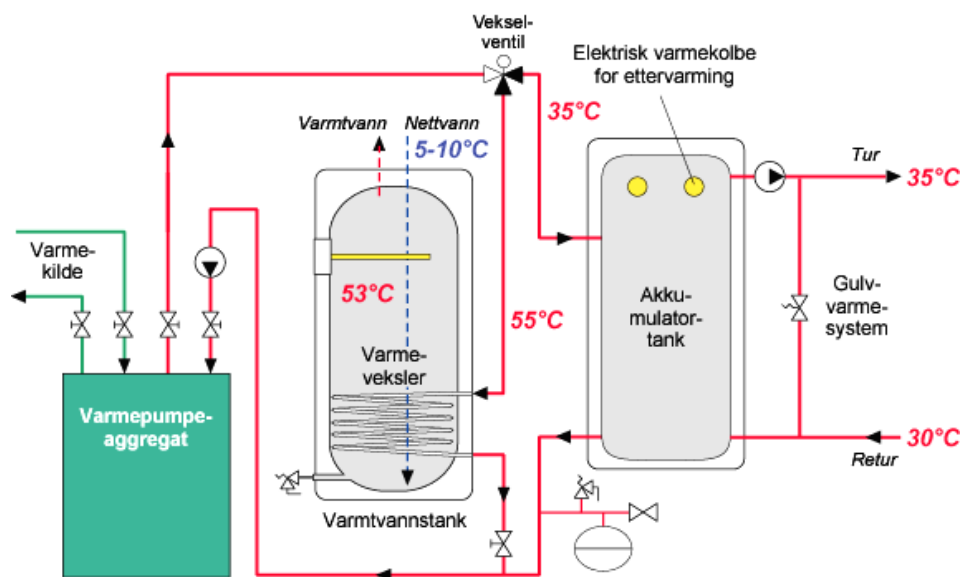 Veksel-
ventil
Elektrisk varmekolbe
for ettervarming
Varmtvann
Nettvann
5-10°C
35°C
Tur
35°C
Varme-
kilde
53°C
55°C
Akku-
mulator-
tank
Gulv-
varme-
system
Varme-
veksler
Varmepumpe-
aggregat
30°C
Retur
Varmtvannstank